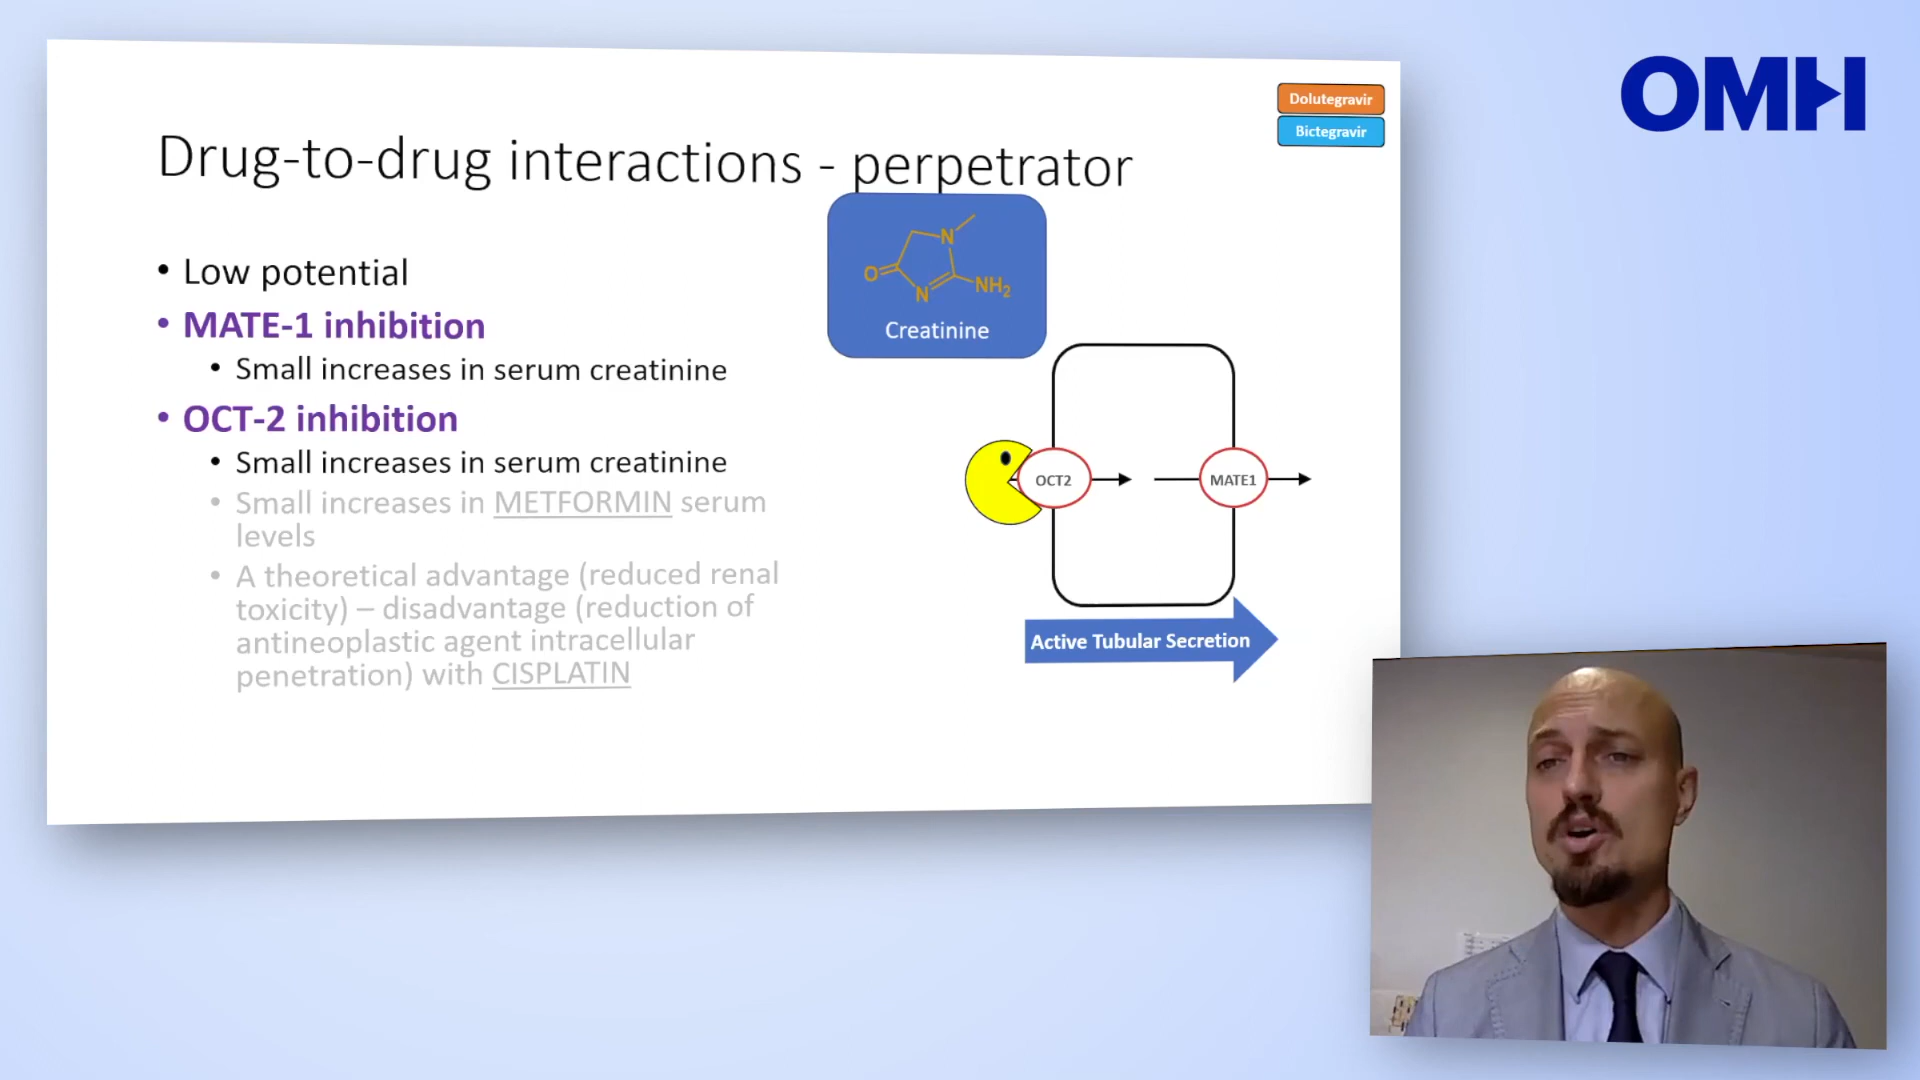 OMH
Dolutegravir
Bictegravir
Drug-to-drug interactions - perpetrator
• Low potential
• MATE-1 inhibition
• Small increases in serum creatinine
• OCT-2 inhibition
• Small increases in serum creatinine
• Small increases in METFORMIN serum
levels
• A theoretical advantage (reduced renal
toxicity) – disadvantage (reduction of
antineoplastic agent intracellular
penetration) with CISPLATIN
N
O
N
NH2
Creatinine
OCT2
MATE1
Active Tubular Secretion